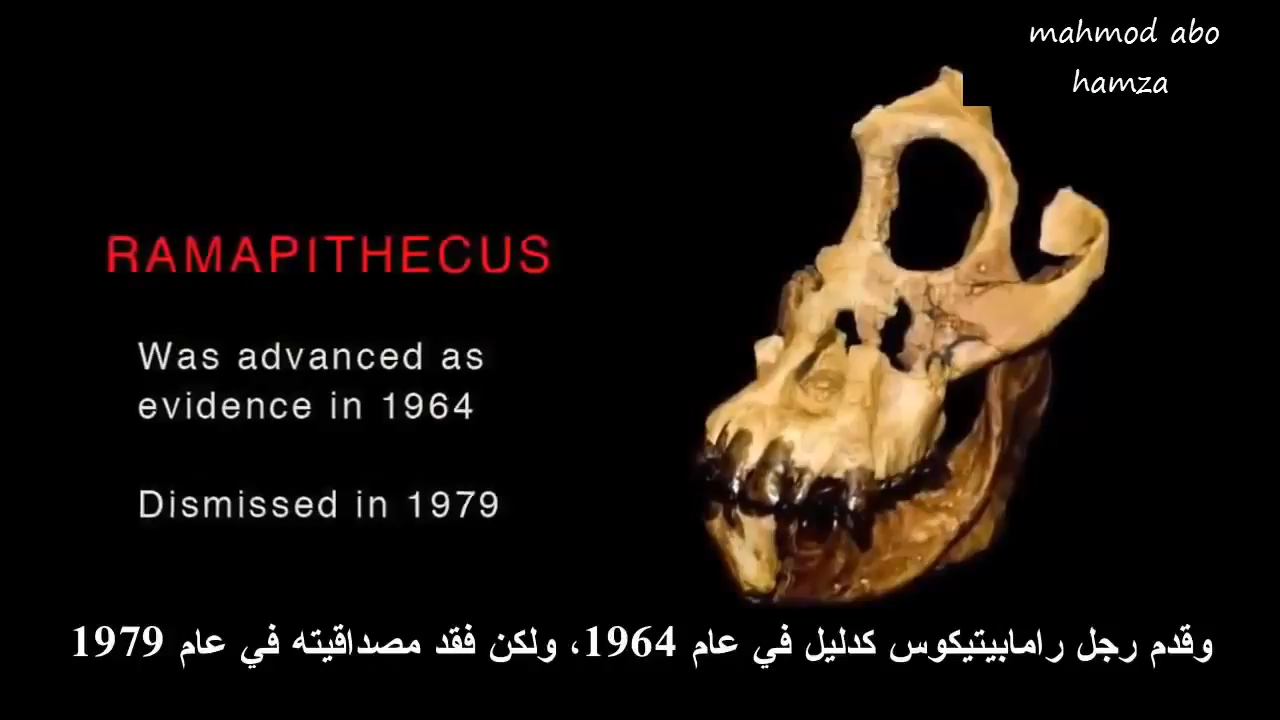 mahmod abo
hamza
RAMAPITHECUS
Was advanced as
evidence in 1964
Dismissed in 1979
وقدم رجل رامابيتيكوس كدليل في عام 1964، ولكن فقد مصداقيته في عام 1979